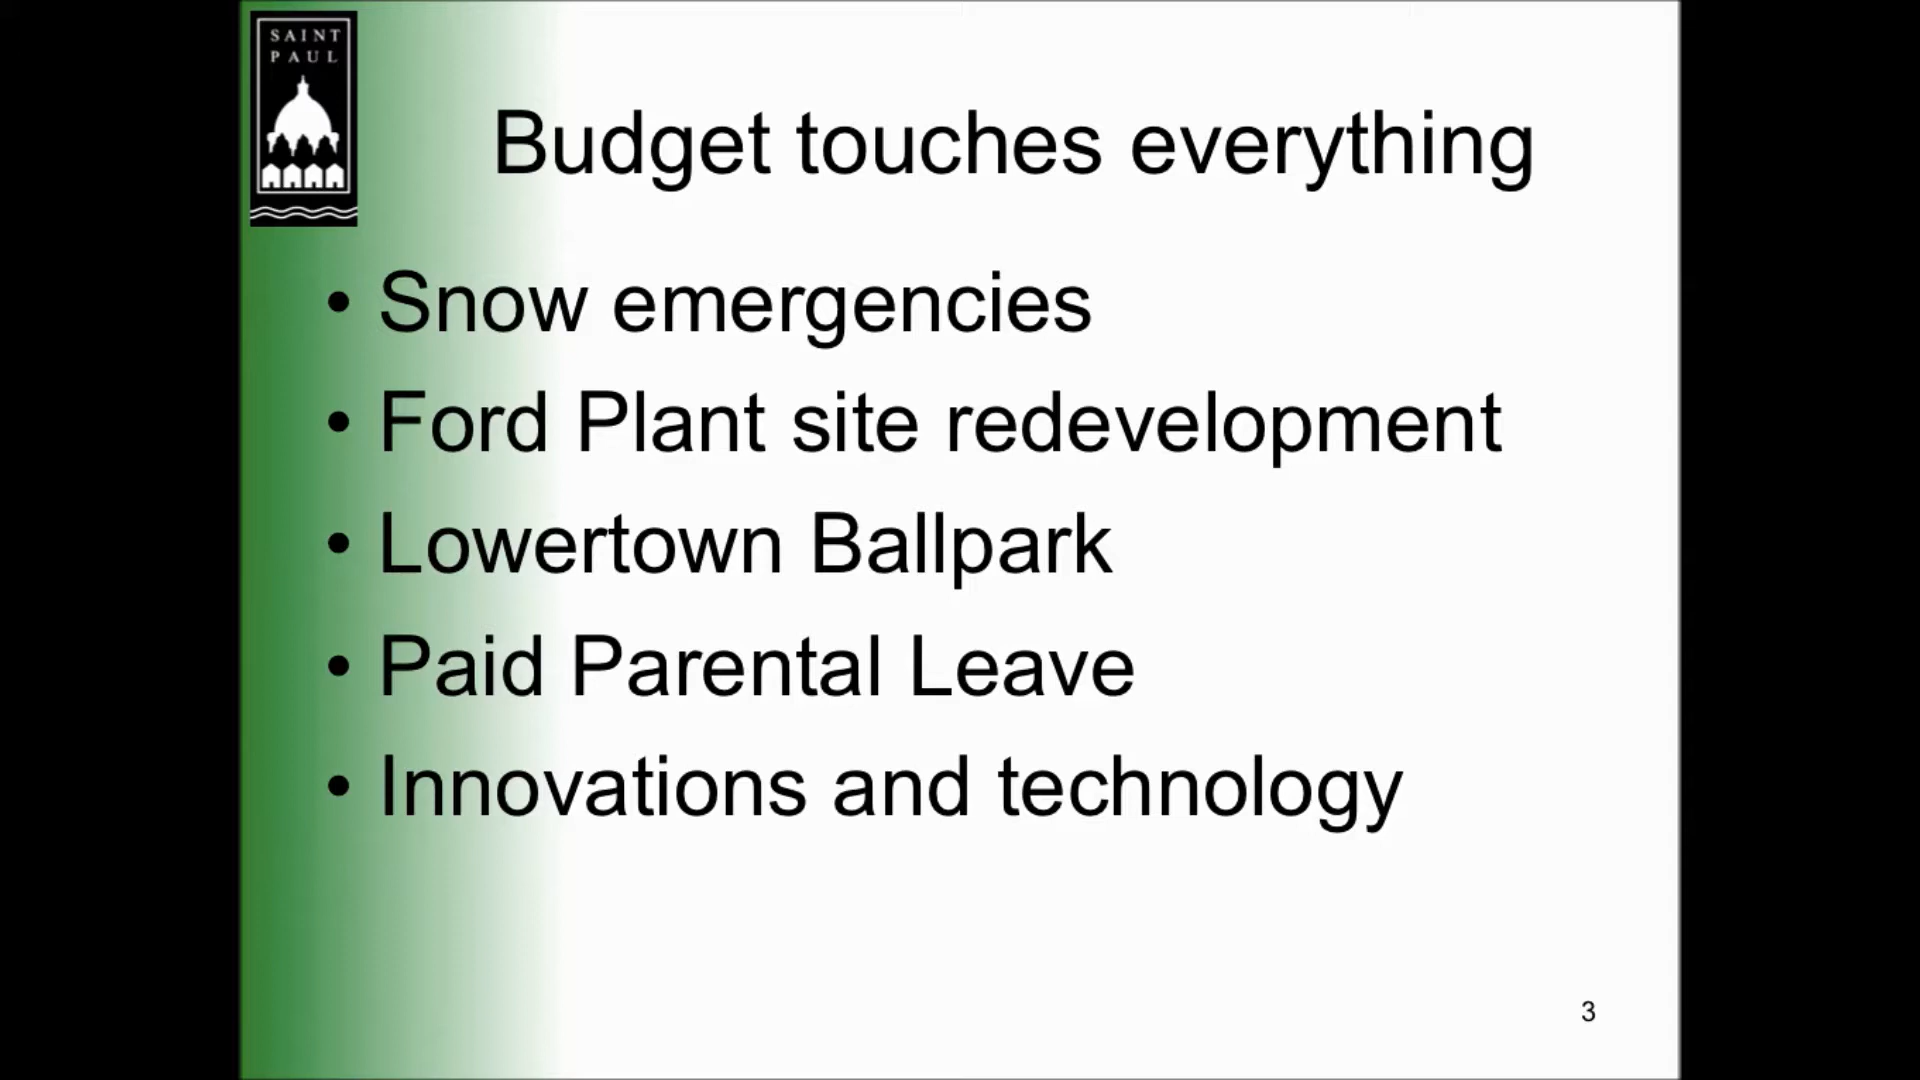 SAINT
PAUL
Budget touches everything
• Snow emergencies
• Ford Plant site redevelopment
• Lowertown Ballpark
• Paid Parental Leave
• Innovations and technology
3